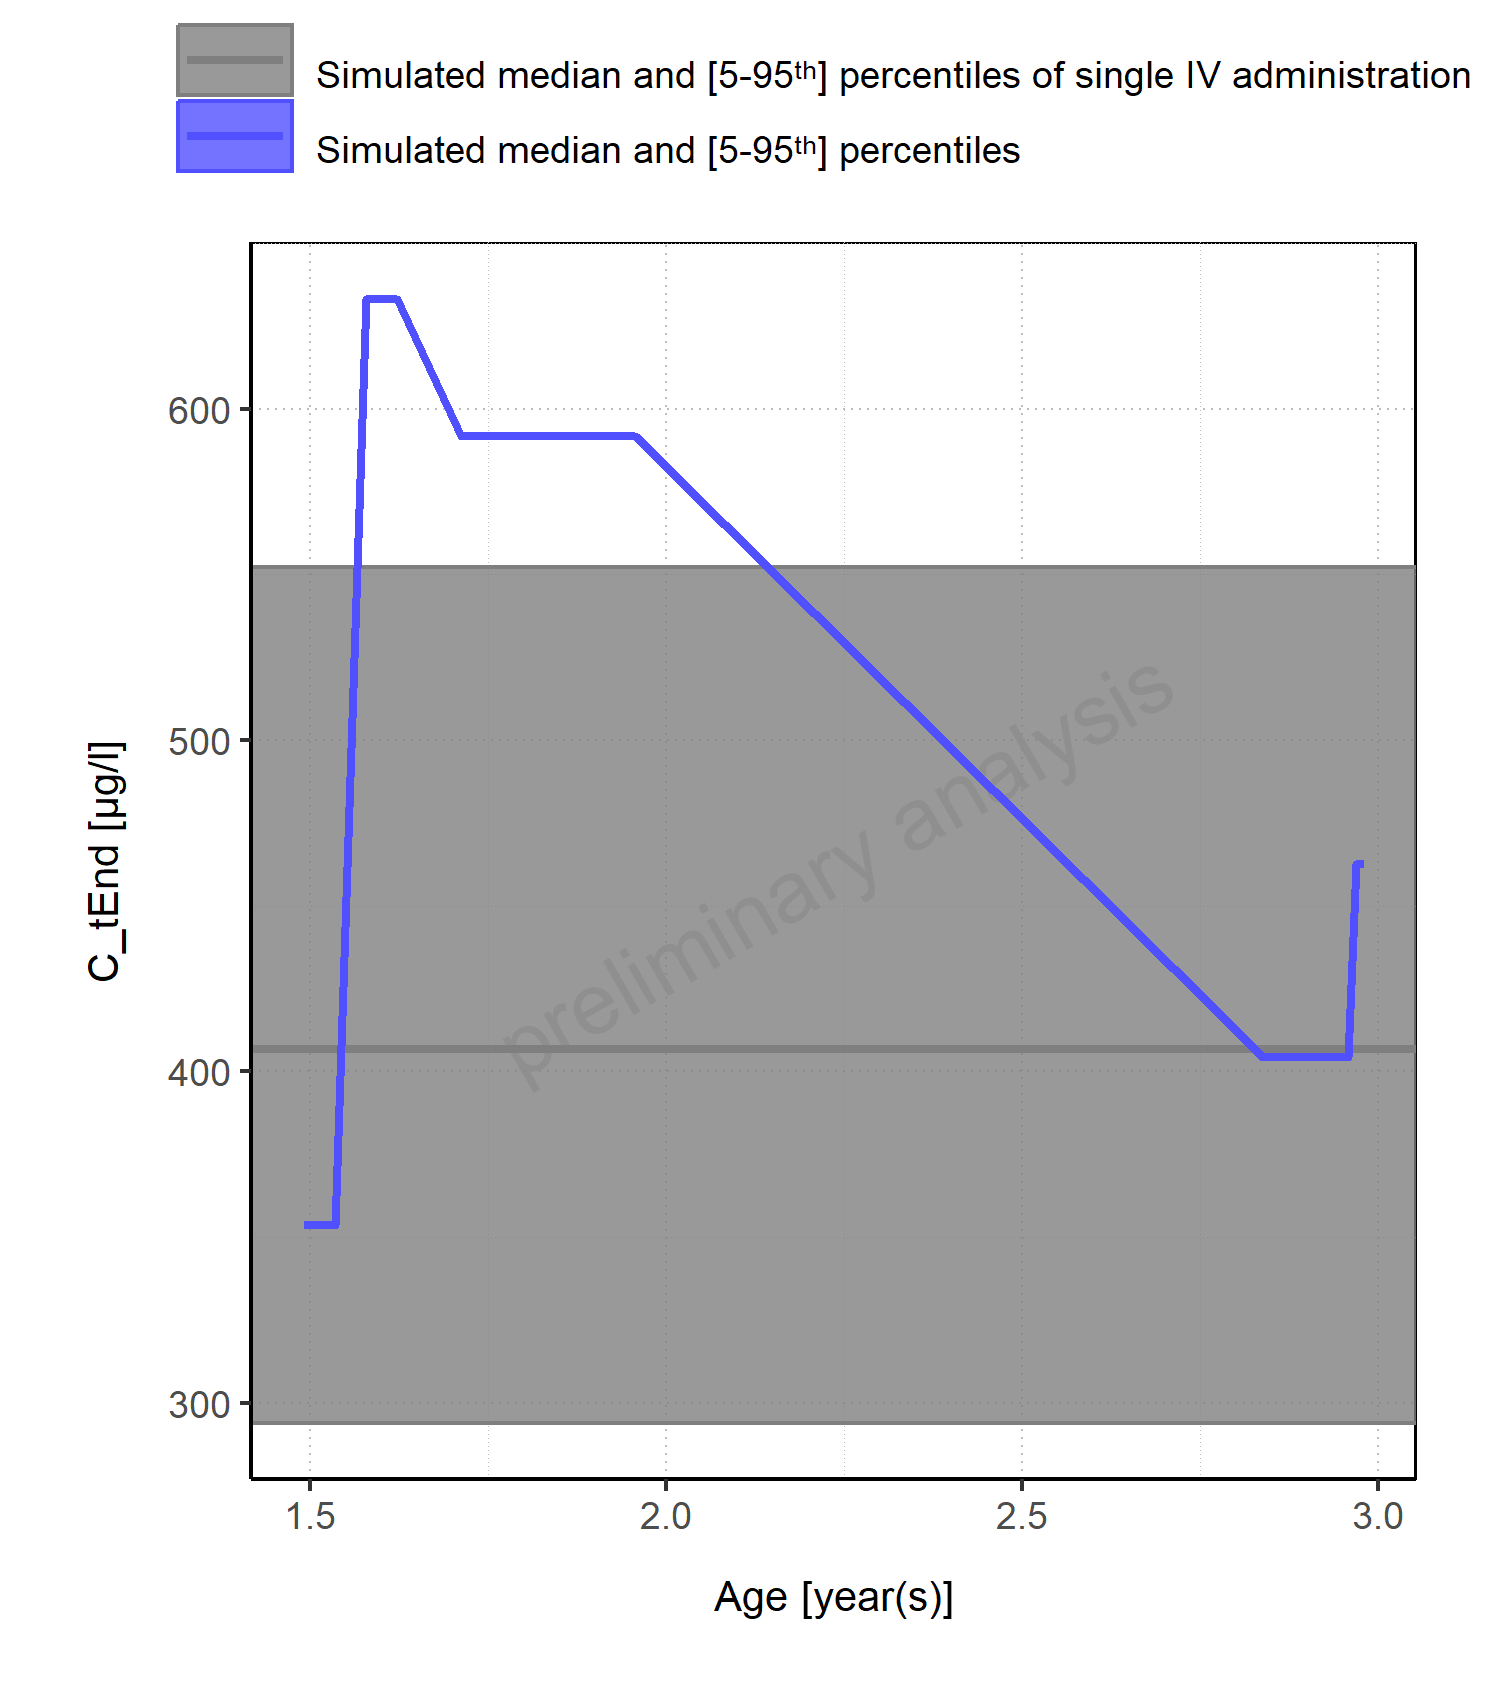 Simulated median and [5-95ᵗʰ] percentiles of single IV administration
Simulated median and [5-95ᵗʰ] percentiles
600
500
400
300
C_tEnd [µg/l]
preliminary analysis
1.5 2.0 2.5 3.0
Age [year(s)]